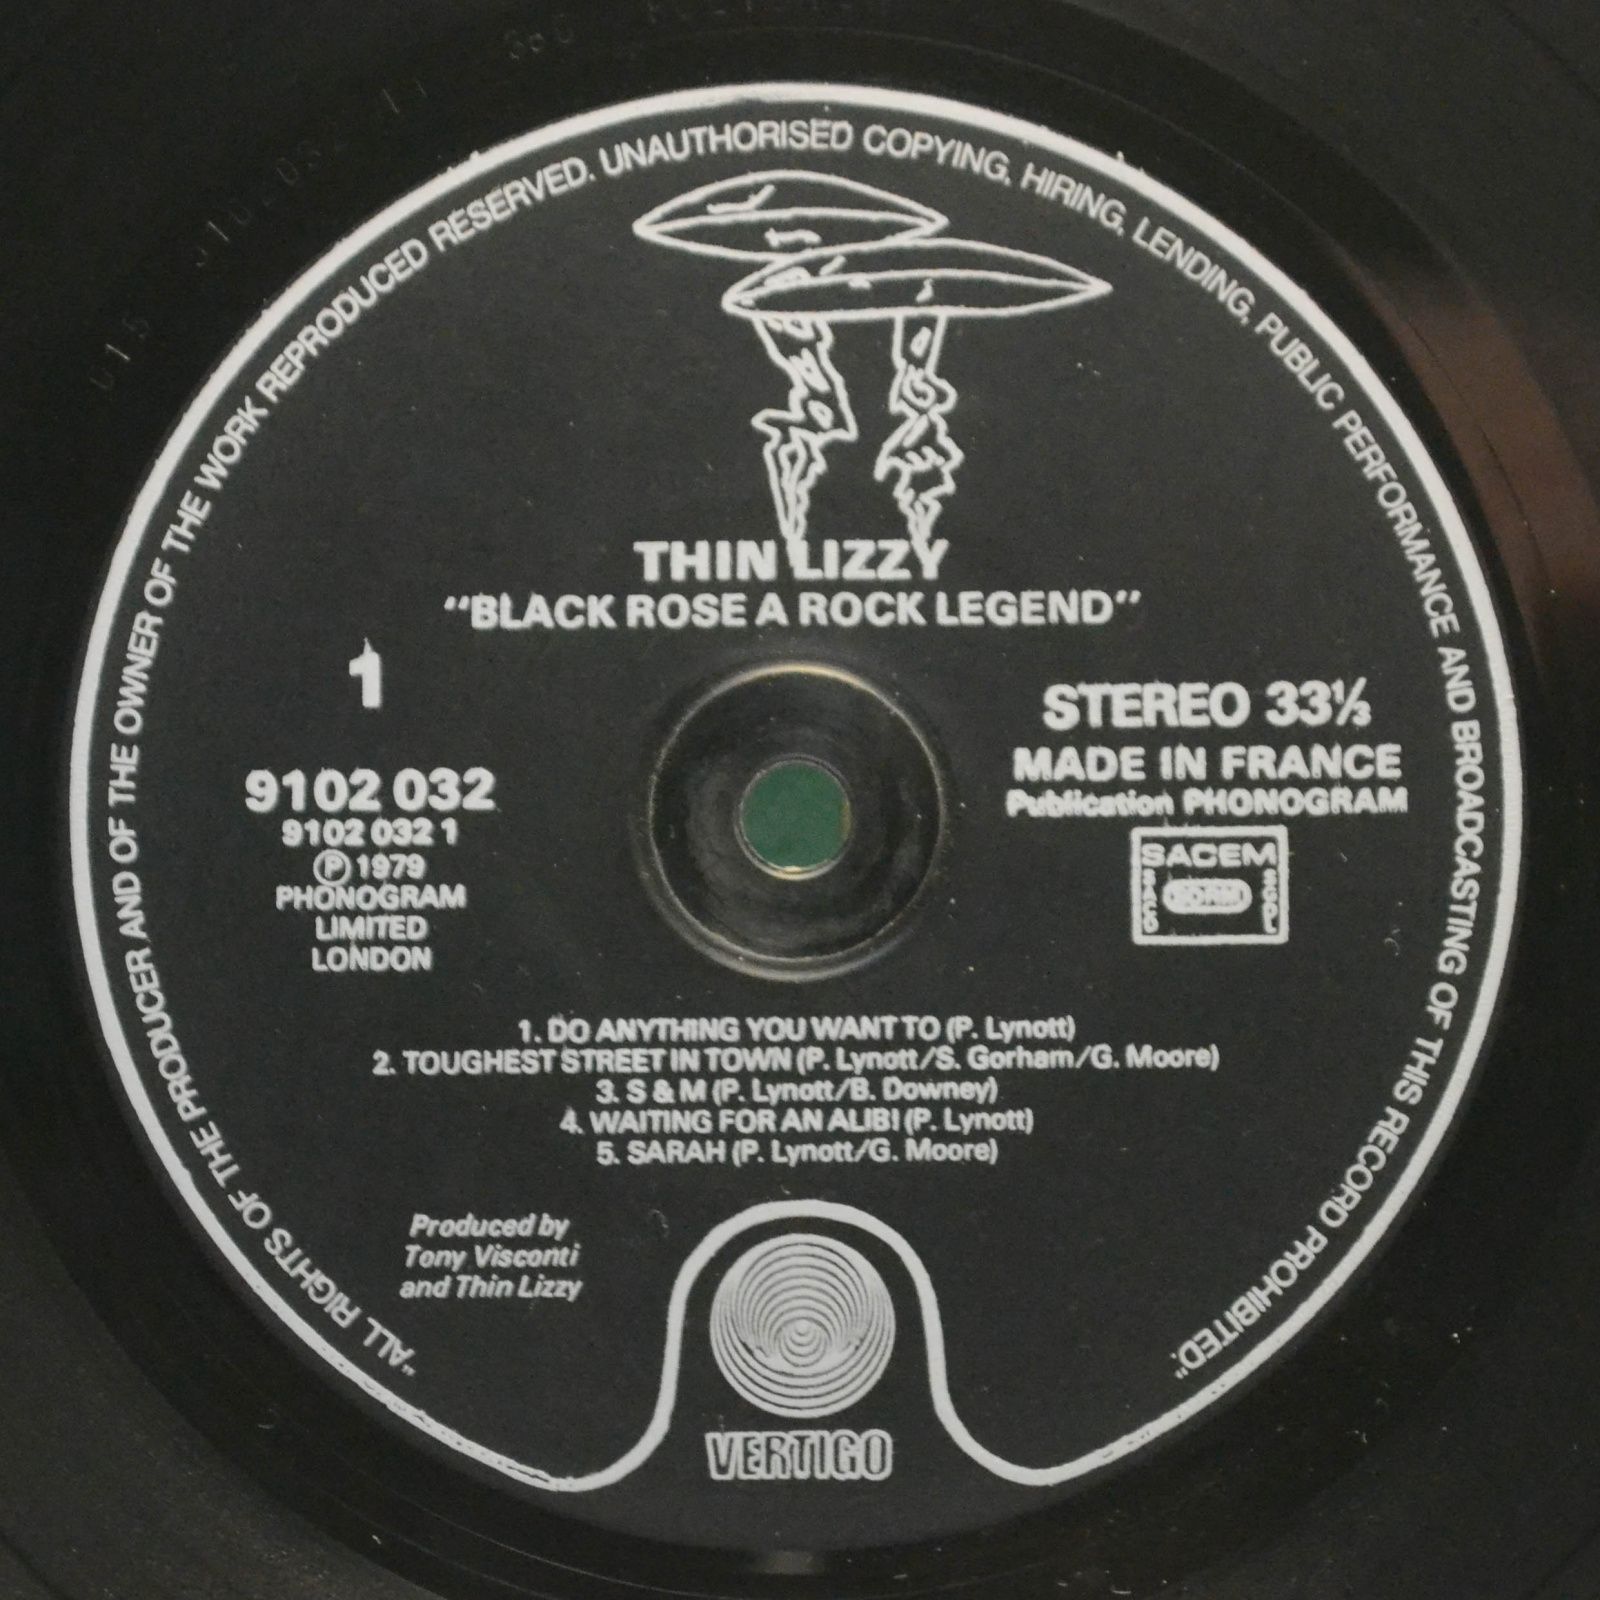 "ALL RIGHTS OF THE PRODUCER AND OF THE OWNER OF THE WORK REPRODUCED RESERVED. UNAUTHORISED COPYING, HIRING, LENDING, PUBLIC PERFORMANCE AND BROADCASTING OF THIS RECORD PROHIBITED."
THIN LIZZY
"BLACK ROSE A ROCK LEGEND"
1
9102 032
9102 032 1
Ⓟ 1979
PHONOGRAM
LIMITED
LONDON
STEREO 33⅓
MADE IN FRANCE
Publication PHONOGRAM
SACEM
1. DO ANYTHING YOU WANT TO (P. Lynott)
2. TOUGHEST STREET IN TOWN (P. Lynott/S. Gorham/G. Moore)
3. S & M (P. Lynott/B. Downey)
4. WAITING FOR AN ALIBI (P. Lynott)
5. SARAH (P. Lynott/G. Moore)
Produced by
Tony Visconti
and Thin Lizzy
VERTIGO